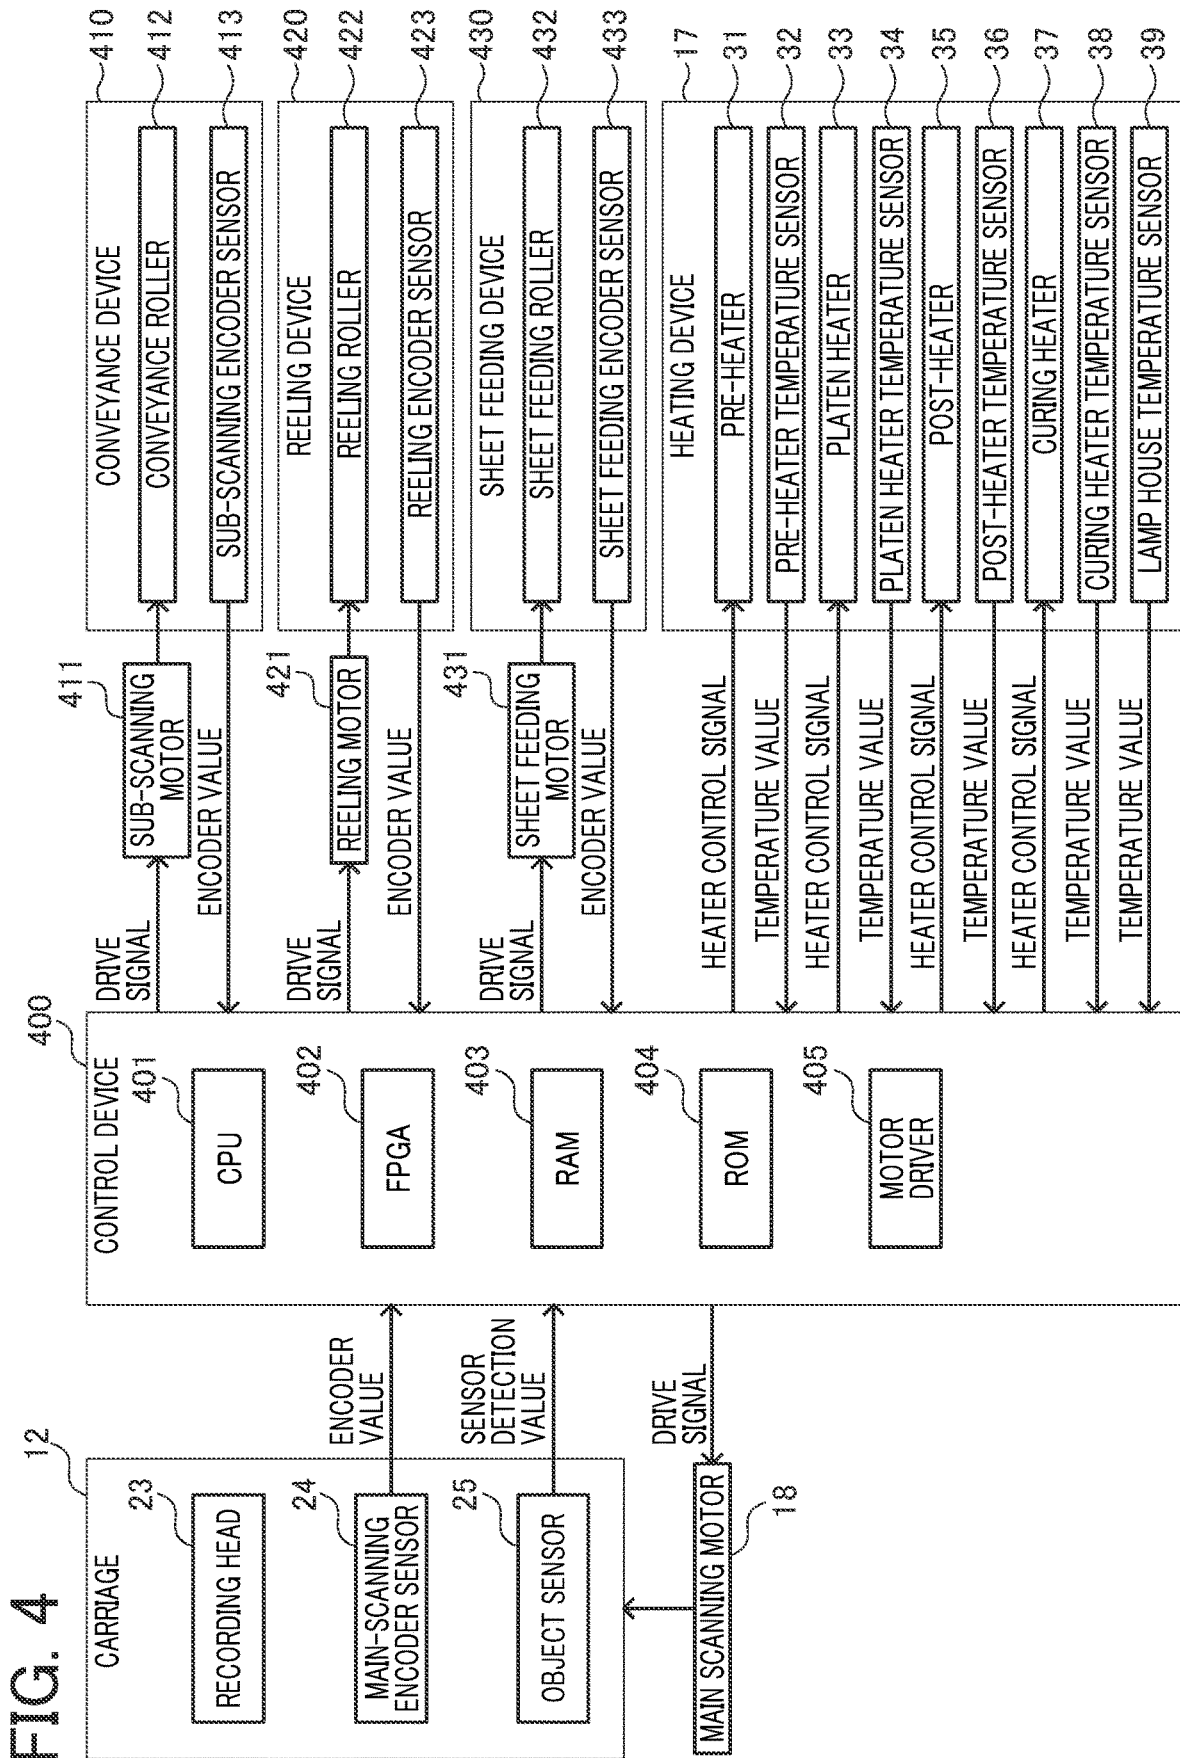 FIG. 4
12
CARRIAGE
23
RECORDING HEAD
24
MAIN-SCANNING
ENCODER SENSOR
25
OBJECT SENSOR
MAIN SCANNING MOTOR
18
ENCODER
VALUE
SENSOR
DETECTION
VALUE
DRIVE
SIGNAL
400
CONTROL DEVICE
401
CPU
402
FPGA
403
RAM
404
ROM
405
MOTOR
DRIVER
DRIVE
SIGNAL
411
SUB-SCANNING
MOTOR
ENCODER VALUE
DRIVE
SIGNAL
421
REELING MOTOR
ENCODER VALUE
DRIVE
SIGNAL
431
SHEET FEEDING
MOTOR
ENCODER VALUE
HEATER CONTROL SIGNAL
TEMPERATURE VALUE
HEATER CONTROL SIGNAL
TEMPERATURE VALUE
HEATER CONTROL SIGNAL
TEMPERATURE VALUE
HEATER CONTROL SIGNAL
TEMPERATURE VALUE
TEMPERATURE VALUE
CONVEYANCE DEVICE
410
CONVEYANCE ROLLER
412
SUB-SCANNING ENCODER SENSOR
413
REELING DEVICE
420
REELING ROLLER
422
REELING ENCODER SENSOR
423
SHEET FEEDING DEVICE
430
SHEET FEEDING ROLLER
432
SHEET FEEDING ENCODER SENSOR
433
HEATING DEVICE
17
PRE-HEATER
31
PRE-HEATER TEMPERATURE SENSOR
32
PLATEN HEATER
33
PLATEN HEATER TEMPERATURE SENSOR
34
POST-HEATER
35
POST-HEATER TEMPERATURE SENSOR
36
CURING HEATER
37
CURING HEATER TEMPERATURE SENSOR
38
LAMP HOUSE TEMPERATURE SENSOR
39